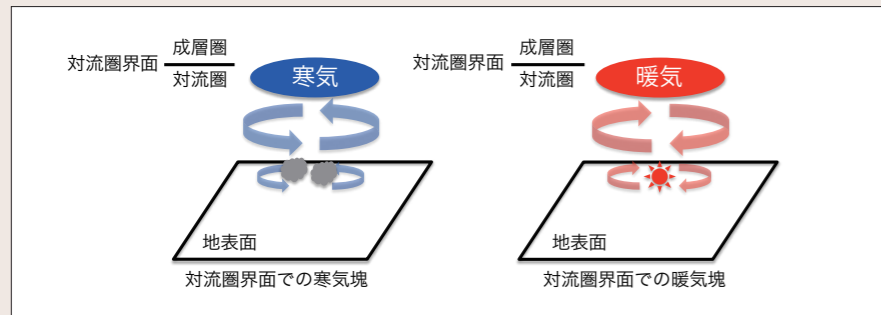 対流圏界面
成層圏
対流圏
寒気
地表面
対流圏界面での寒気塊
対流圏界面
成層圏
対流圏
暖気
地表面
対流圏界面での暖気塊